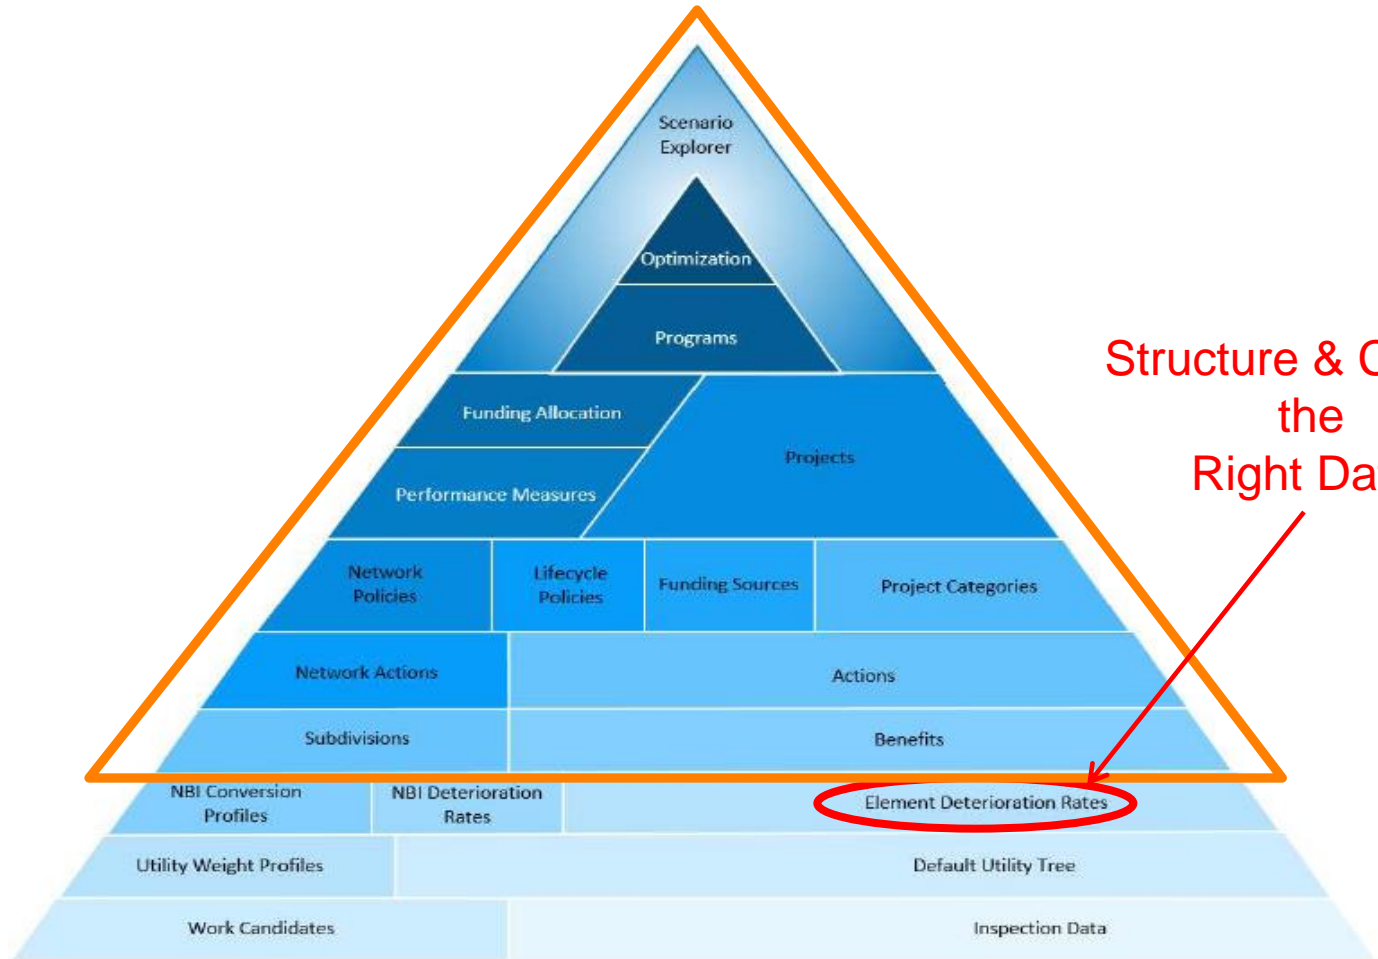 Scenario
Explorer
Optimization
Programs
Funding Allocation
Projects
Performance Measures
Structure & C
the
Right Da
Network
Policies
Lifecycle
Policies
Funding Sources
Project Categories
Network Actions
Actions
Subdivisions
Benefits
NBI Conversion
Profiles
NBI Deterioration
Rates
Element Deterioration Rates
Utility Weight Profiles
Default Utility Tree
Work Candidates
Inspection Data